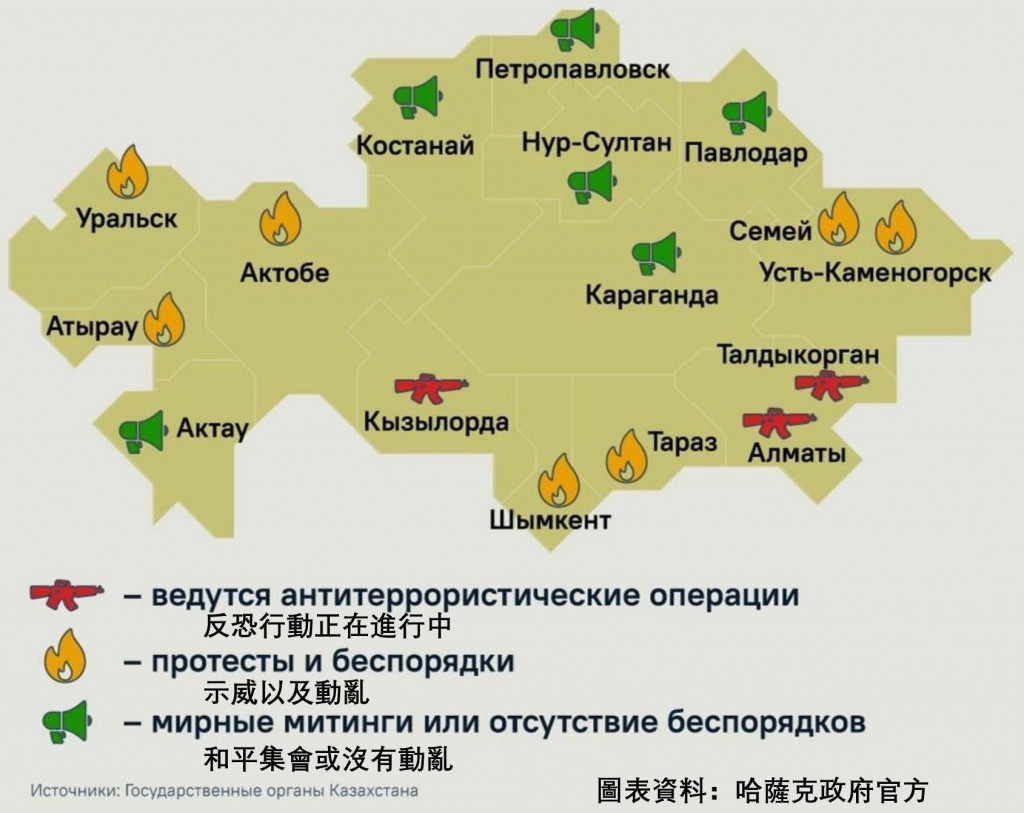 Петропавловск
Костанай
Нур-Султан
Павлодар
Уральск
Актобе
Семей
Усть-Каменогорск
Караганда
Атырау
Талдыкорган
Кызылорда
Актау
Тараз
Алматы
Шымкент
– ведутся антитеррористические операции
反恐行動正在進行中
– протесты и беспорядки
示威以及動亂
– мирные митинги или отсутствие беспорядков
和平集會或沒有動亂
Источники: Государственные органы Казахстана
圖表資料：哈薩克政府官方